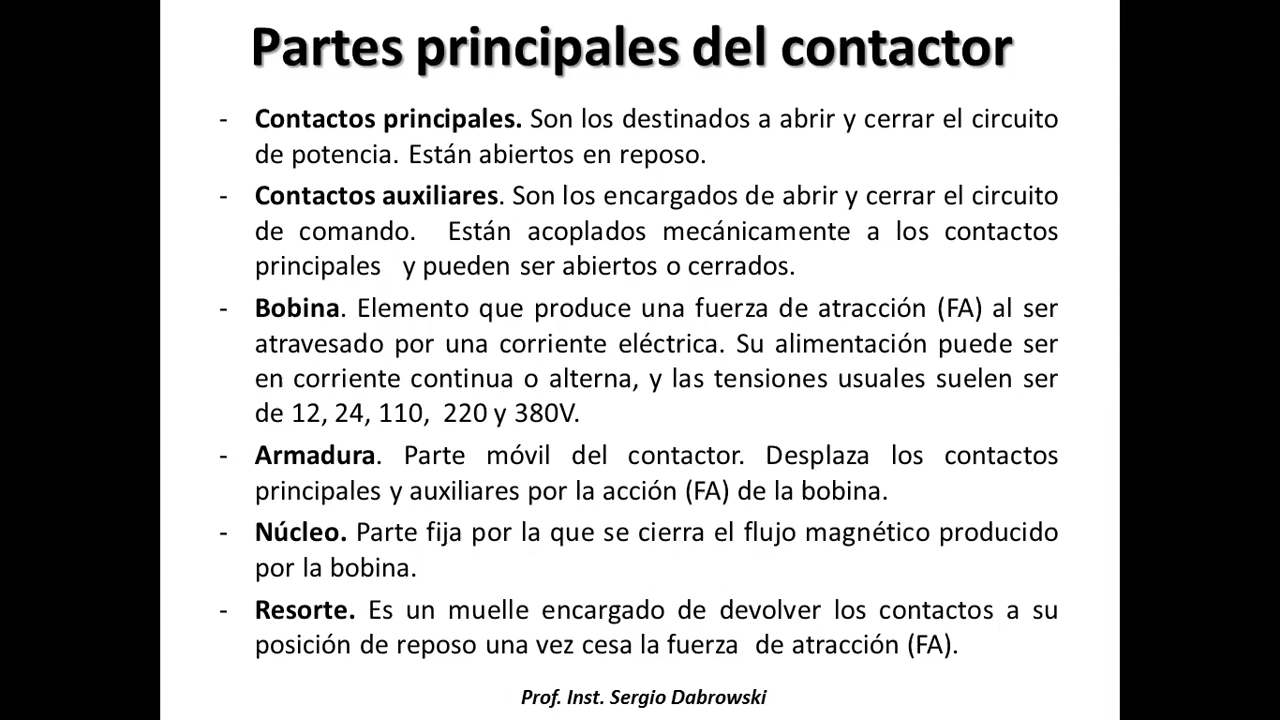 Partes principales del contactor
- Contactos principales. Son los destinados a abrir y cerrar el circuito
de potencia. Están abiertos en reposo.
- Contactos auxiliares. Son los encargados de abrir y cerrar el circuito
de comando. Están acoplados mecánicamente a los contactos
principales y pueden ser abiertos o cerrados.
- Bobina. Elemento que produce una fuerza de atracción (FA) al ser
atravesado por una corriente eléctrica. Su alimentación puede ser
en corriente continua o alterna, y las tensiones usuales suelen ser
de 12, 24, 110, 220 y 380V.
- Armadura. Parte móvil del contactor. Desplaza los contactos
principales y auxiliares por la acción (FA) de la bobina.
- Núcleo. Parte fija por la que se cierra el flujo magnético producido
por la bobina.
- Resorte. Es un muelle encargado de devolver los contactos a su
posición de reposo una vez cesa la fuerza de atracción (FA).
Prof. Inst. Sergio Dabrowski